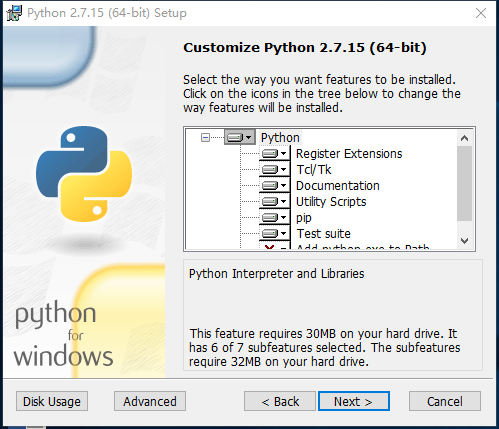 Python 2.7.15 (64-bit) Setup
Customize Python 2.7.15 (64-bit)
Select the way you want features to be installed.
Click on the icons in the tree below to change the
way features will be installed.
Python
Register Extensions
Tcl/Tk
Documentation
Utility Scripts
pip
Test suite
Add python.exe to Path
Python Interpreter and Libraries
This feature requires 30MB on your hard drive. It
has 6 of 7 subfeatures selected. The subfeatures
require 32MB on your hard drive.
python
for
windows
Disk Usage
Advanced
< Back
Next >
Cancel